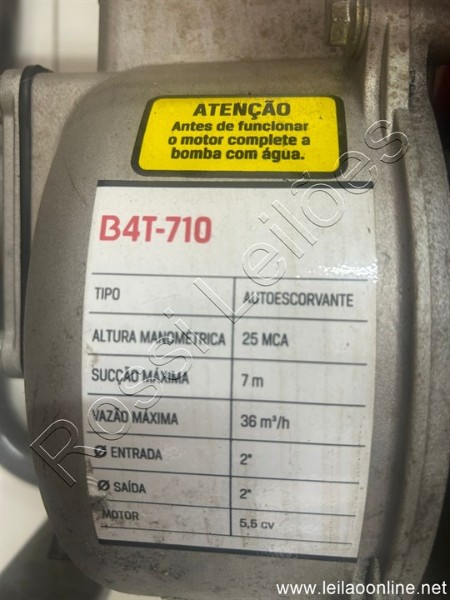 ATENÇÃO
Antes de funcionar
o motor complete a
bomba com água.
B4T-710
TIPO AUTOESCORVANTE
ALTURA MANOMÉTRICA 25 MCA
SUCÇÃO MÁXIMA 7 m
VAZÃO MÁXIMA 36 m³/h
Ø ENTRADA 2"
Ø SAÍDA 2"
MOTOR 5,5 cv
Rossi Leilões
www.leilaoonline.net